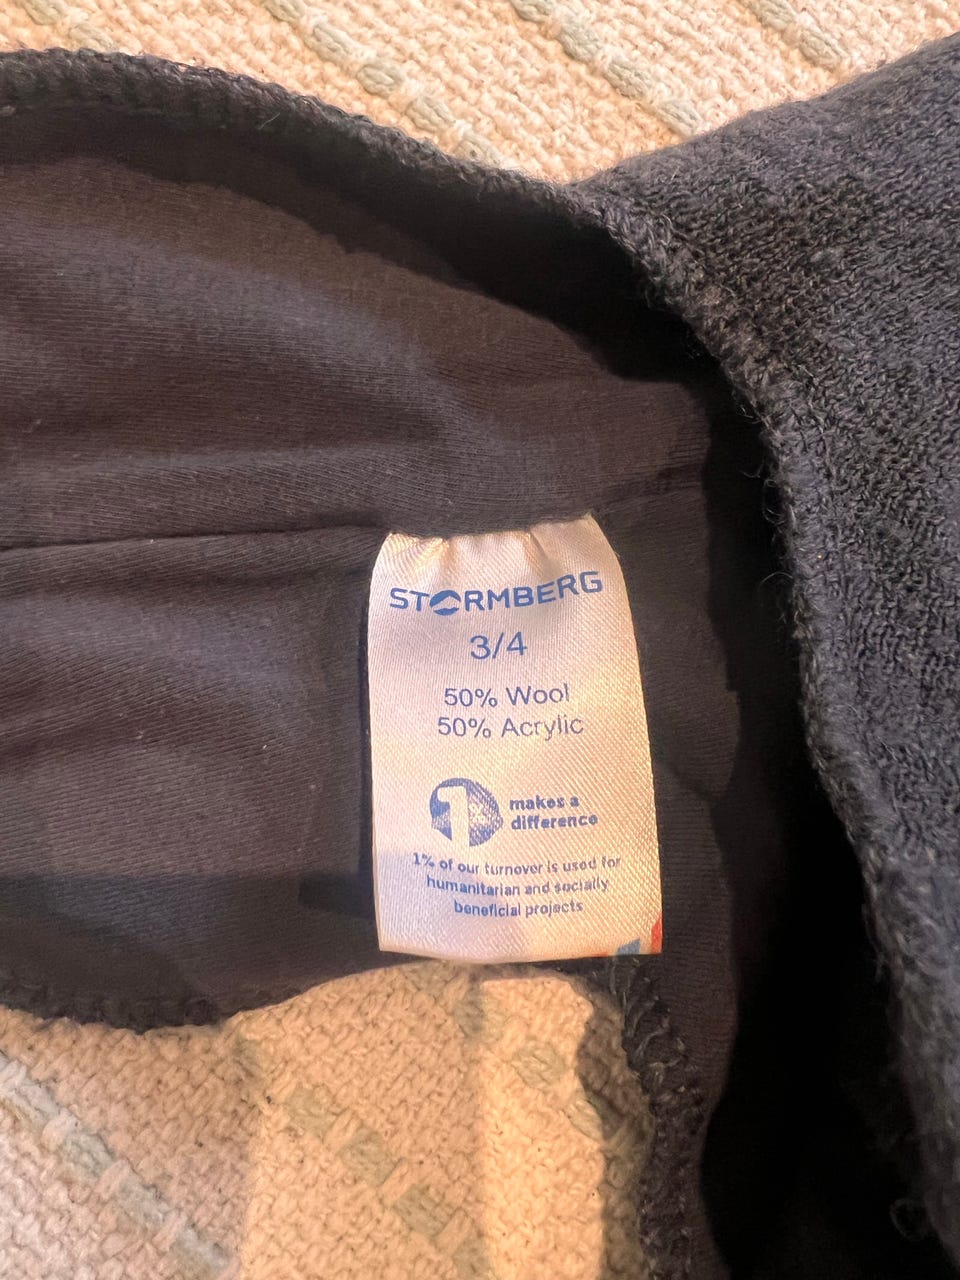 STORMBERG
3/4
50% Wool
50% Acrylic
1%
makes a
difference
1% of our turnover is used for
humanitarian and socially
beneficial projects